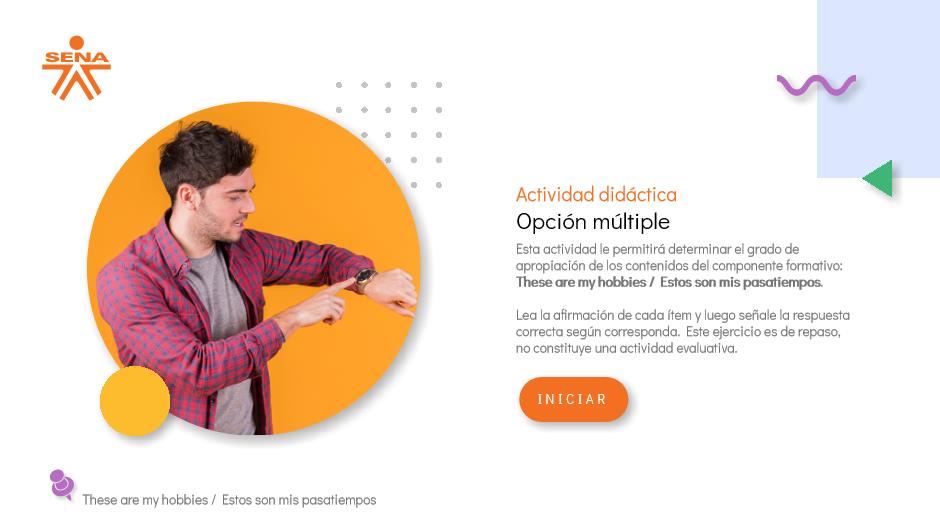 SENA
Actividad didáctica
Opción múltiple
Esta actividad le permitirá determinar el grado de
apropiación de los contenidos del componente formativo:
These are my hobbies / Estos son mis pasatiempos.
Lea la afirmación de cada ítem y luego señale la respuesta
correcta según corresponda. Este ejercicio es de repaso,
no constituye una actividad evaluativa.
INICIAR
These are my hobbies / Estos son mis pasatiempos